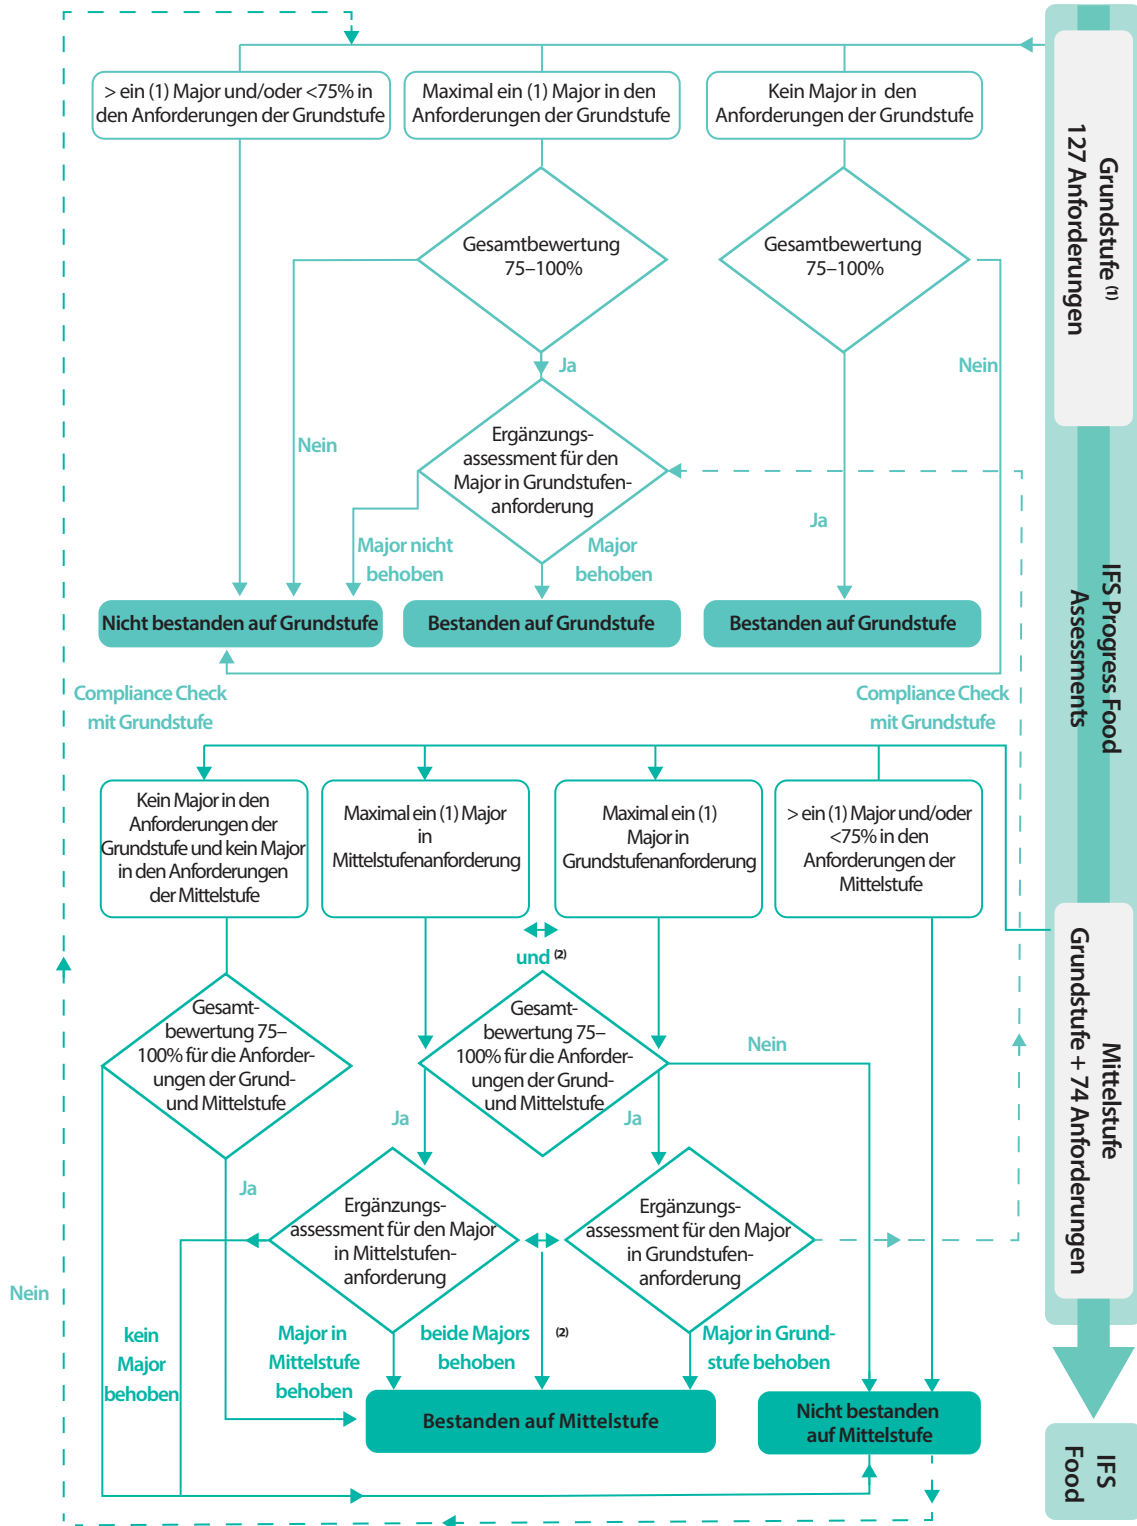 > ein (1) Major und/oder <75% in
den Anforderungen der Grundstufe
Maximal ein (1) Major in den
Anforderungen der Grundstufe
Kein Major in den
Anforderungen der Grundstufe
Gesamtbewertung
75–100%
Gesamtbewertung
75–100%
Ja
Nein
Nein
Ergänzungs-
assessment für den
Major in Grundstufen-
anforderung
Ja
Major nicht
behoben
Major
behoben
Nicht bestanden auf Grundstufe
Bestanden auf Grundstufe
Bestanden auf Grundstufe
Compliance Check
mit Grundstufe
Compliance Check
mit Grundstufe
Kein Major in den
Anforderungen der
Grundstufe und kein Major
in den Anforderungen
der Mittelstufe
Maximal ein (1) Major
in
Mittelstufenanforderung
Maximal ein (1)
Major in
Grundstufenanforderung
> ein (1) Major und/oder
<75% in den
Anforderungen der
Mittelstufe
und (2)
Gesamt-
bewertung 75–
100% für die Anforder-
ungen der Grund-
und Mittelstufe
Gesamt-
bewertung 75–
100% für die Anforder-
ungen der Grund-
und Mittelstufe
Nein
Ja
Ja
Ja
Ergänzungs-
assessment für den Major
in Mittelstufen-
anforderung
Ergänzungs-
assessment für den Major
in Grundstufen-
anforderung
Nein
kein
Major
behoben
Major in
Mittelstufe
behoben
beide Majors
behoben
(2)
Major in Grund-
stufe behoben
Bestanden auf Mittelstufe
Nicht bestanden
auf Mittelstufe
Grundstufe (1)
127 Anforderungen
IFS Progress Food
Assessments
Mittelstufe
Grundstufe + 74 Anforderungen
IFS
Food